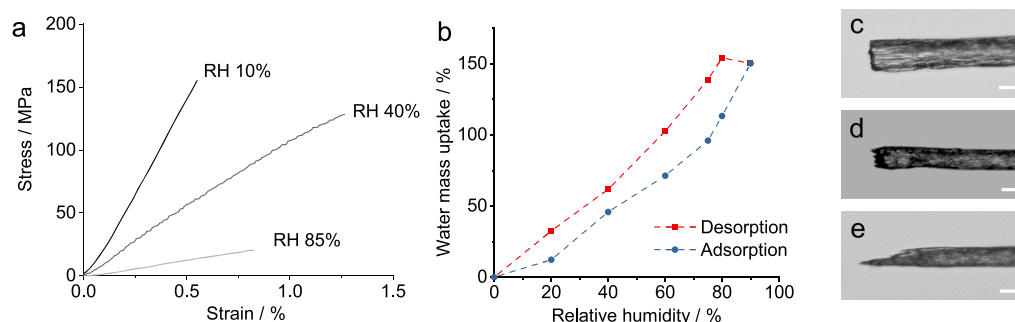 a
200
150
100
50
0
Stress / MPa
0.0
0.5
1.0
1.5
Strain / %
RH 10%
RH 40%
RH 85%
b
150
100
50
0
Water mass uptake / %
0
20
40
60
80
100
Relative humidity / %
Desorption
Adsorption
c
d
e